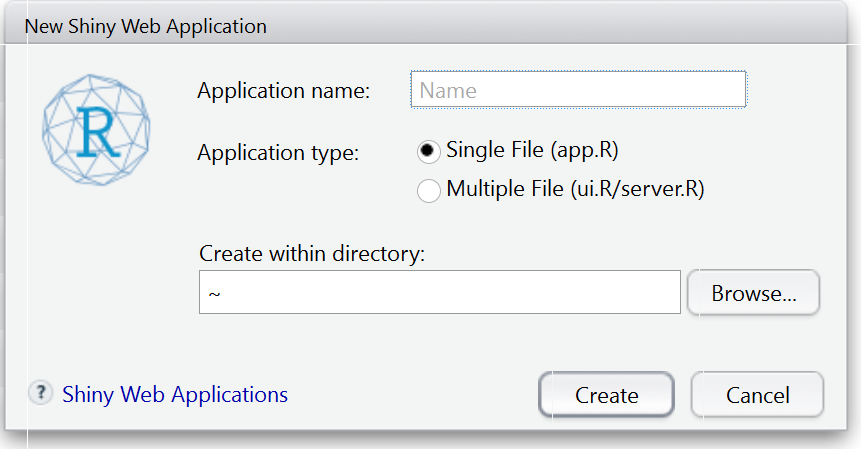 New Shiny Web Application
R
Application name: Name
Application type: Single File (app.R)
Multiple File (ui.R/server.R)
Create within directory:
~ Browse...
? Shiny Web Applications Create Cancel